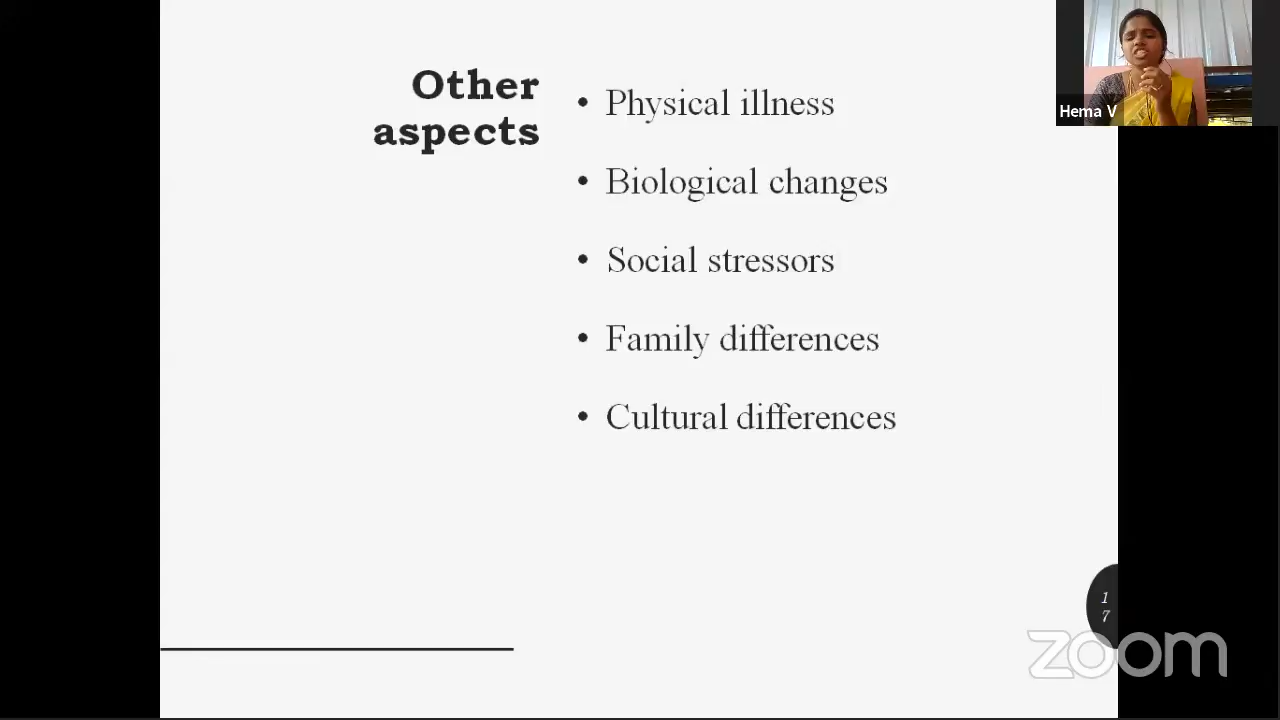 Other
aspects
• Physical illness
• Biological changes
• Social stressors
• Family differences
• Cultural differences
Hema V
1
7
zoom